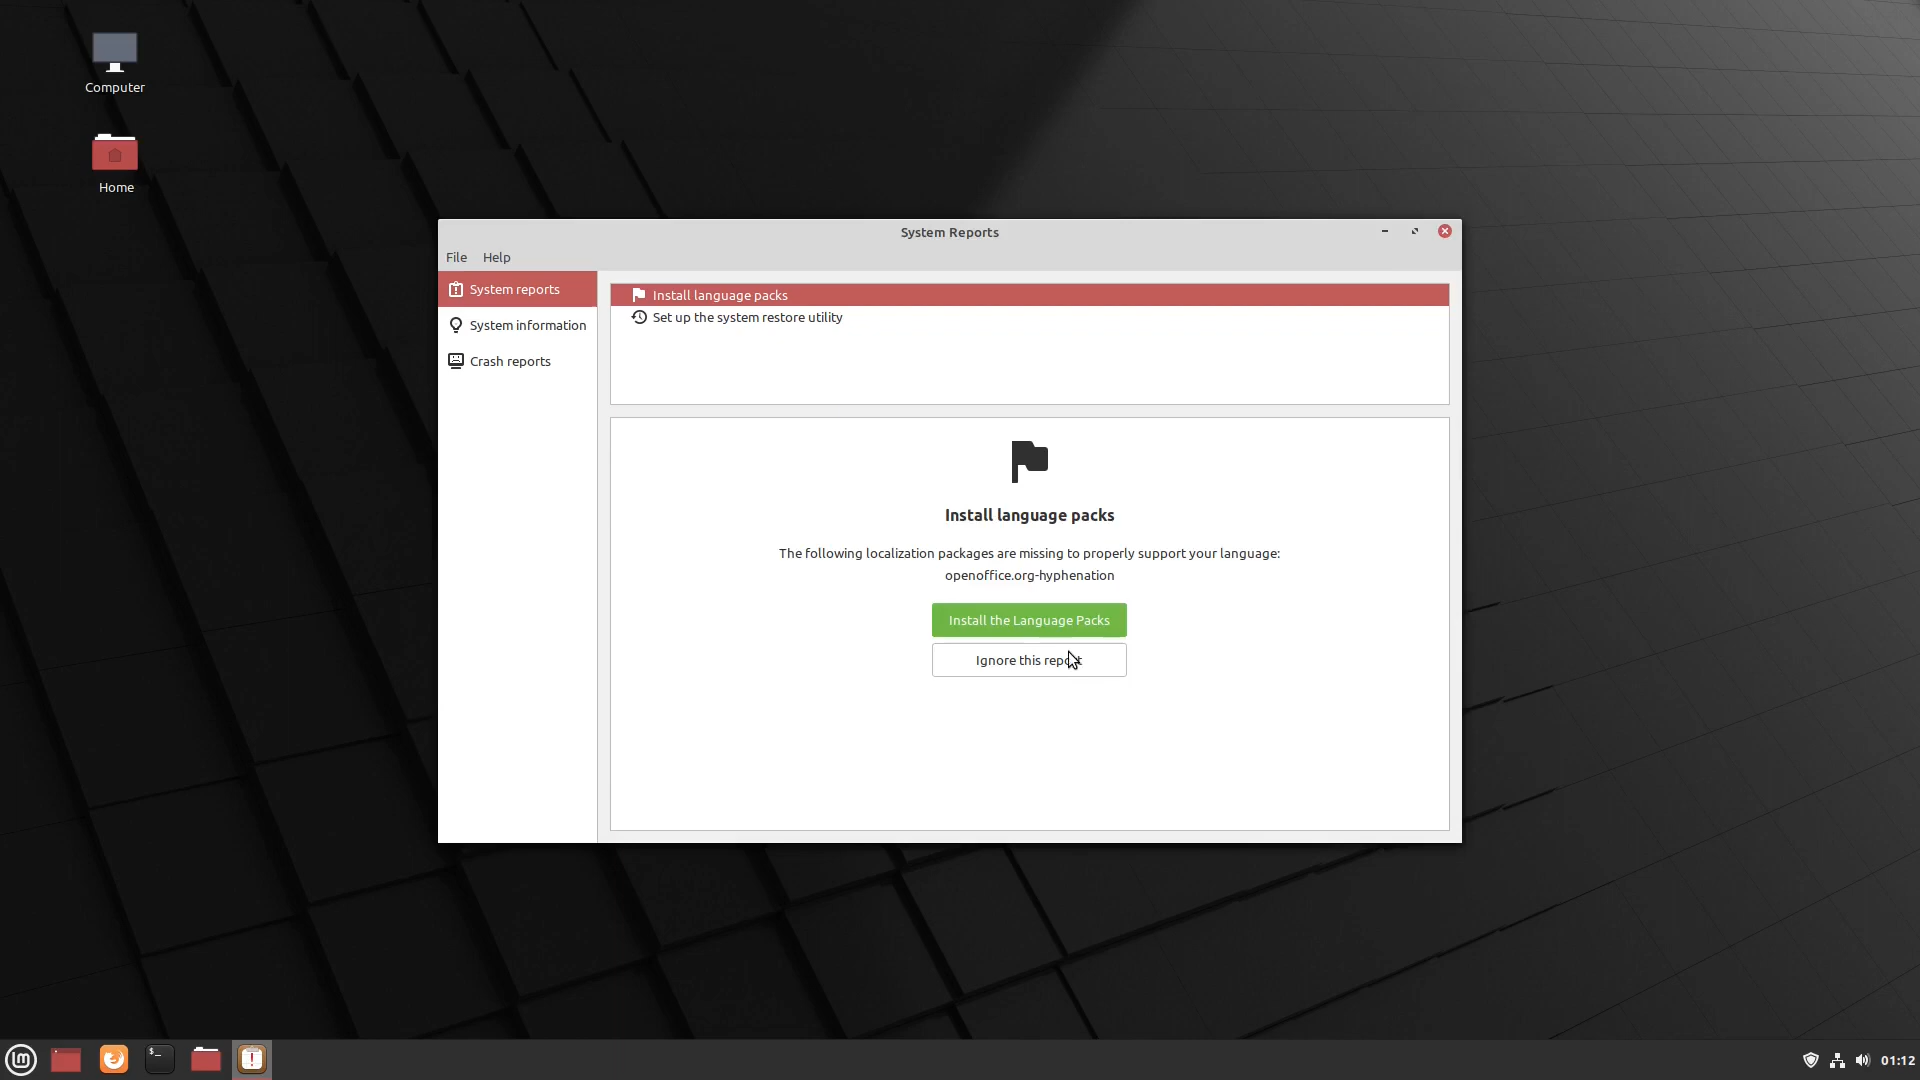 Computer
Home
System Reports
File Help
System reports
System information
Crash reports
Install language packs
Set up the system restore utility
Install language packs
The following localization packages are missing to properly support your language:
openoffice.org-hyphenation
Install the Language Packs
Ignore this report
lm
$_
01:12